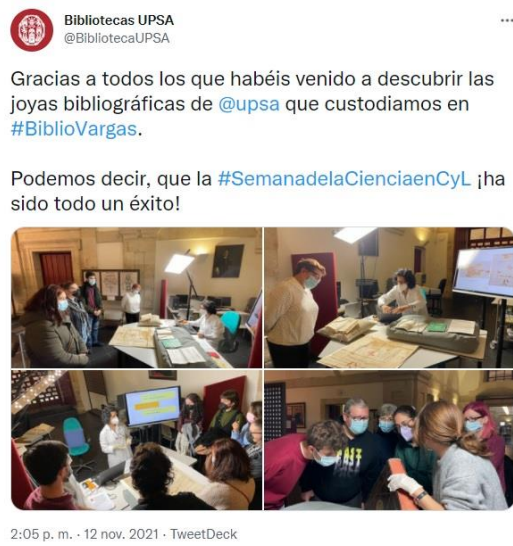 Bibliotecas UPSA
@BibliotecaUPSA
Gracias a todos los que habéis venido a descubrir las
joyas bibliográficas de @upsa que custodiamos en
#BiblioVargas.
Podemos decir, que la #SemanadelaCienciaenCyL ¡ha
sido todo un éxito!
2:05 p. m. · 12 nov. 2021 · TweetDeck